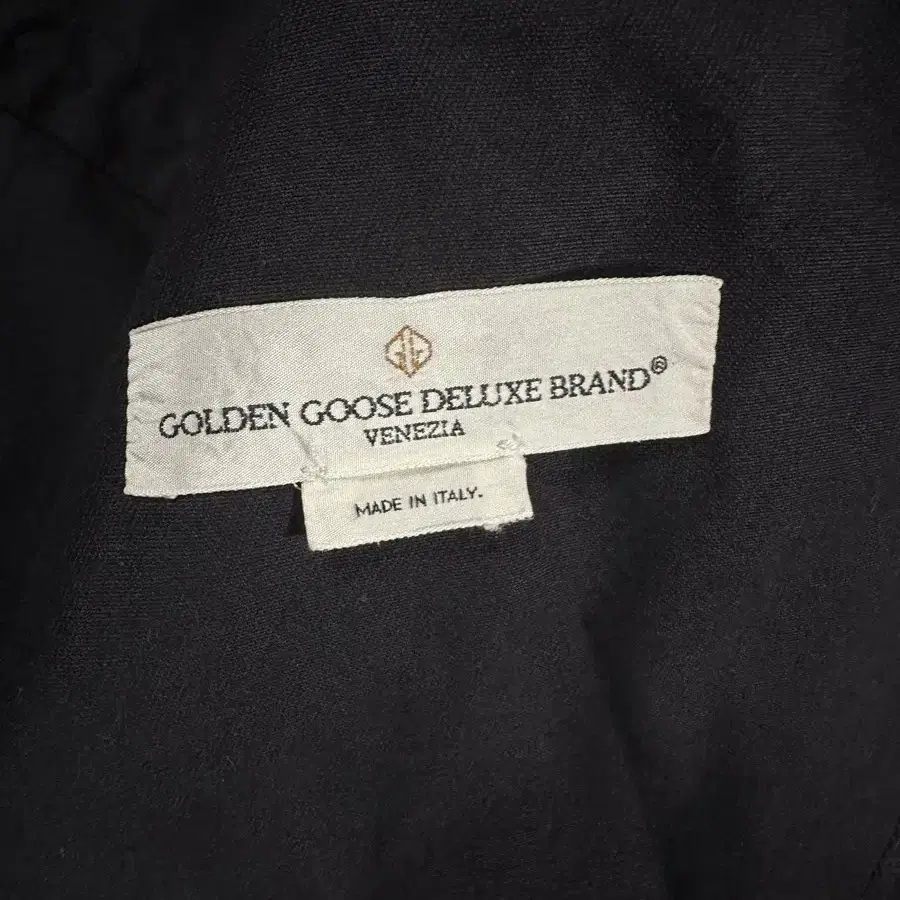 GOLDEN GOOSE DELUXE BRAND®
VENEZIA
MADE IN ITALY.